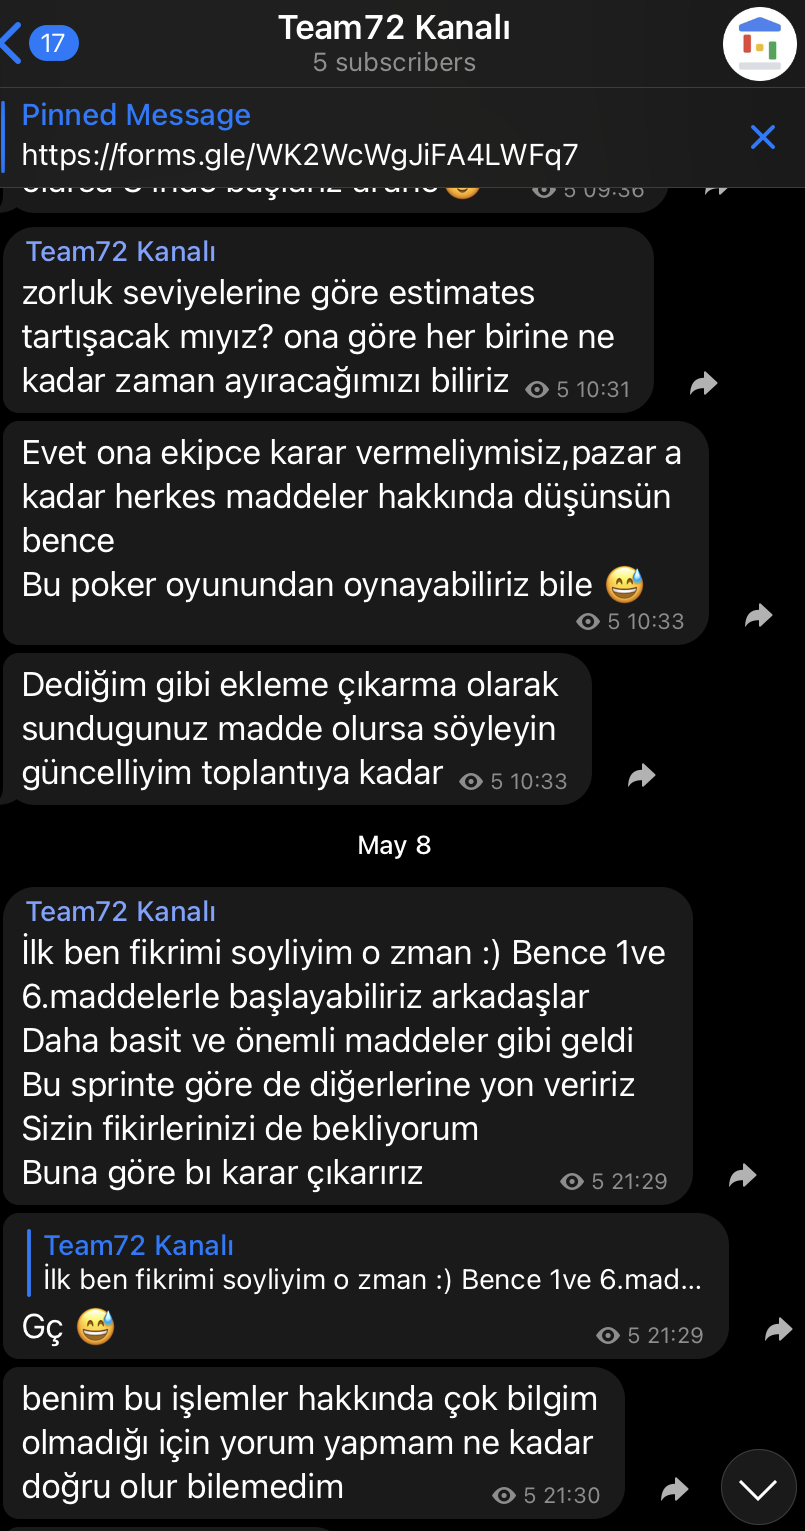 17
Team72 Kanalı
5 subscribers
Pinned Message
https://forms.gle/WK2WcWgJiFA4LWFq7
5 09:36
Team72 Kanalı
zorluk seviyelerine göre estimates
tartışacak mıyız? ona göre her birine ne
kadar zaman ayıracağımızı biliriz 5 10:31
Evet ona ekipce karar vermeliymisiz,pazar a
kadar herkes maddeler hakkında düşünsün
bence
Bu poker oyunundan oynayabiliriz bile 😅
5 10:33
Dediğim gibi ekleme çıkarma olarak
sundugunuz madde olursa söyleyin
güncelliyim toplantıya kadar 5 10:33
May 8
Team72 Kanalı
İlk ben fikrimi soyliyim o zman :) Bence 1ve
6.maddelerle başlayabiliriz arkadaşlar
Daha basit ve önemli maddeler gibi geldi
Bu sprinte göre de diğerlerine yon veririz
Sizin fikirlerinizi de bekliyorum
Buna göre bı karar çıkarırız 5 21:29
Team72 Kanalı
İlk ben fikrimi soyliyim o zman :) Bence 1ve 6.mad...
Gç 😅 5 21:29
benim bu işlemler hakkında çok bilgim
olmadığı için yorum yapmam ne kadar
doğru olur bilemedim 5 21:30